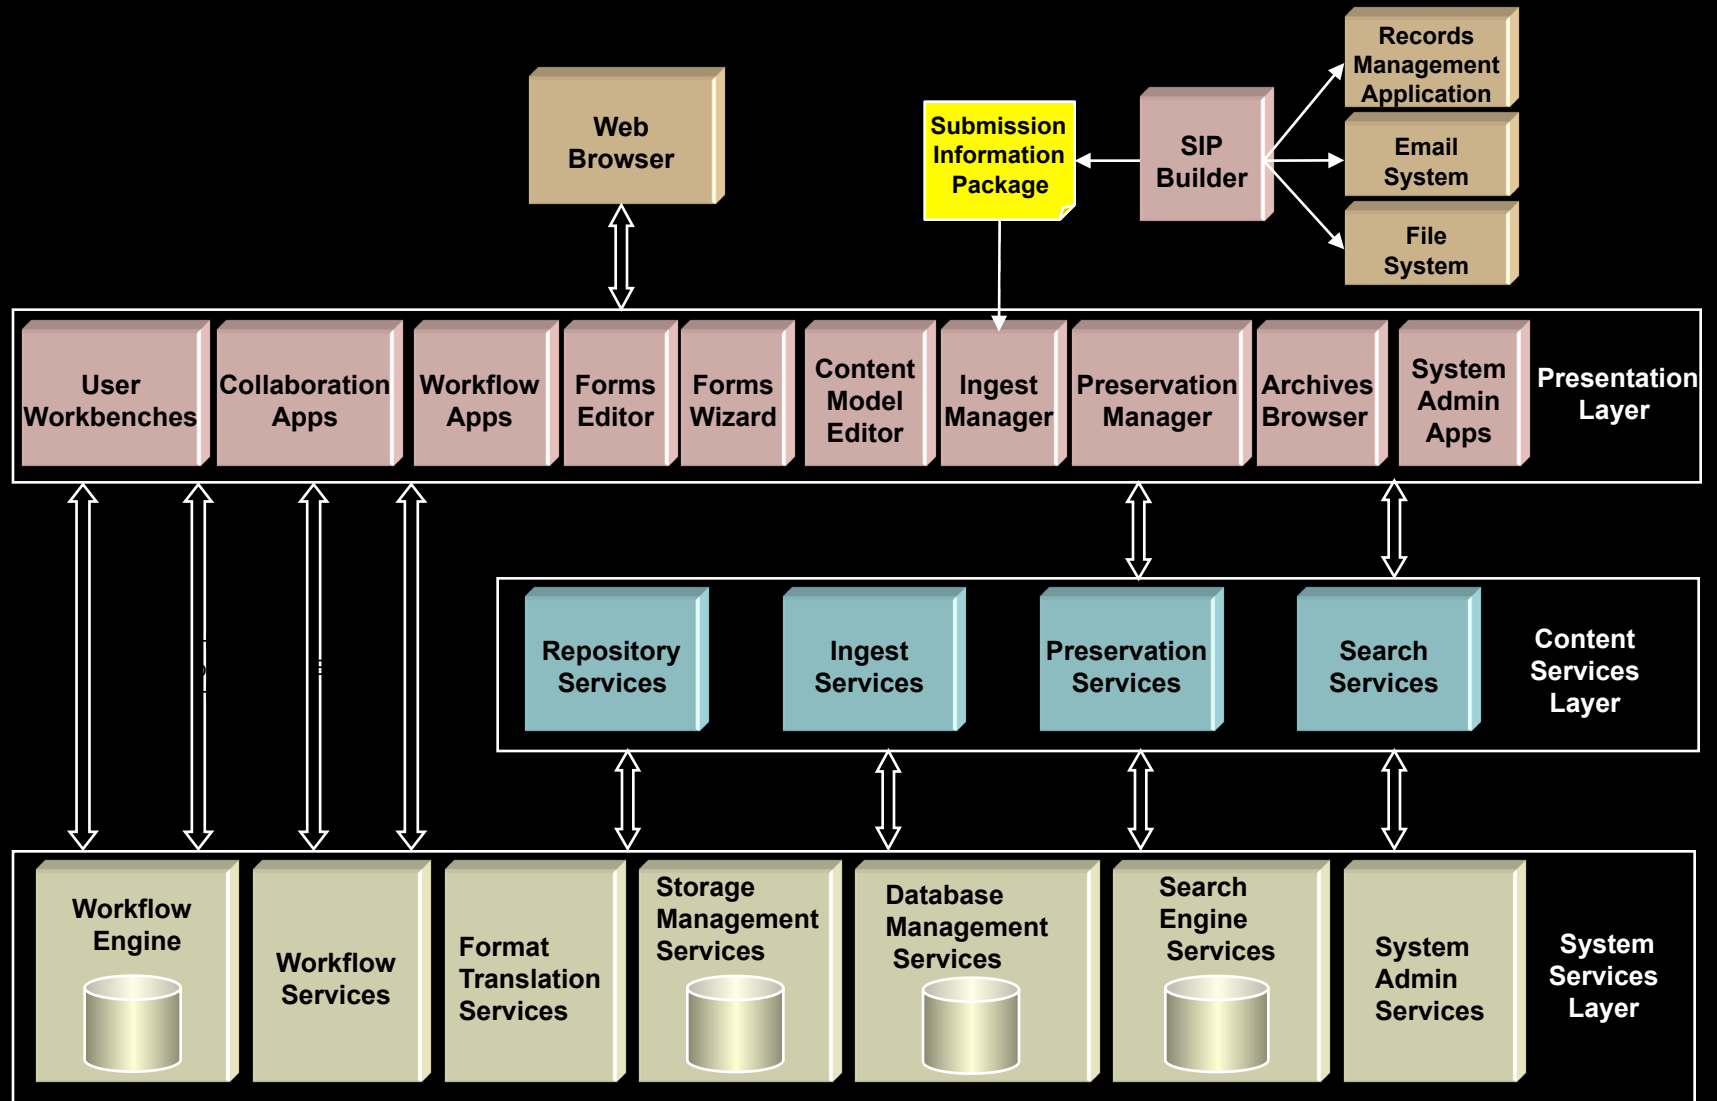 Records
Management
Application
Web
Browser
Submission
Information
Package
SIP
Builder
Email
System
File
System
User
Workbenches
Collaboration
Apps
Workflow
Apps
Forms
Editor
Forms
Wizard
Content
Model
Editor
Ingest
Manager
Preservation
Manager
Archives
Browser
System
Admin
Apps
Presentation
Layer
Repository
Services
Ingest
Services
Preservation
Services
Search
Services
Content
Services
Layer
Workflow
Engine
Workflow
Services
Format
Translation
Services
Storage
Management
Services
Database
Management
Services
Search
Engine
Services
System
Admin
Services
System
Services
Layer